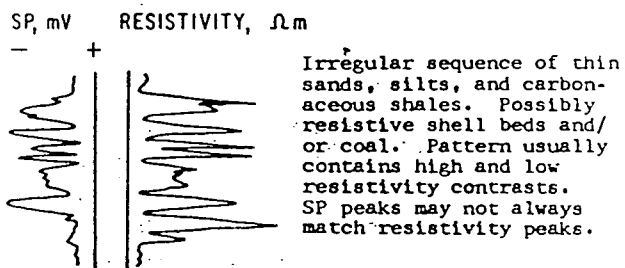 SP, mV RESISTIVITY, Ωm
− +
Irregular sequence of thin
sands, silts, and carbon-
aceous shales. Possibly
resistive shell beds and/
or coal. Pattern usually
contains high and low
resistivity contrasts.
SP peaks may not always
match resistivity peaks.